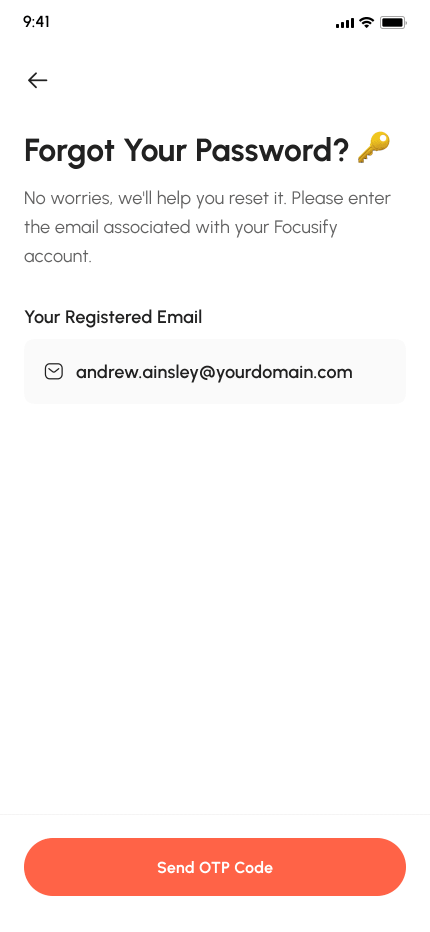 9:41
Forgot Your Password? 🔑
No worries, we'll help you reset it. Please enter
the email associated with your Focusify
account.
Your Registered Email
andrew.ainsley@yourdomain.com
Send OTP Code